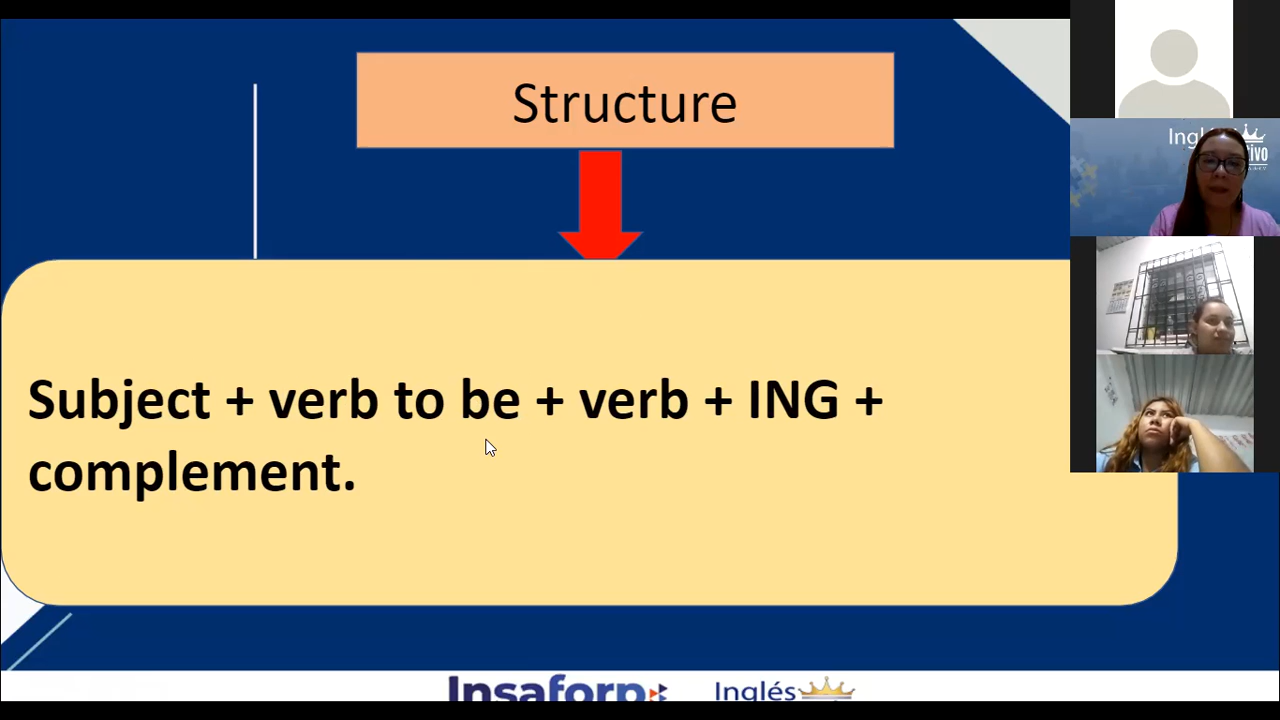 Structure
Subject + verb to be + verb + ING +
complement.
Insaforp
Inglés